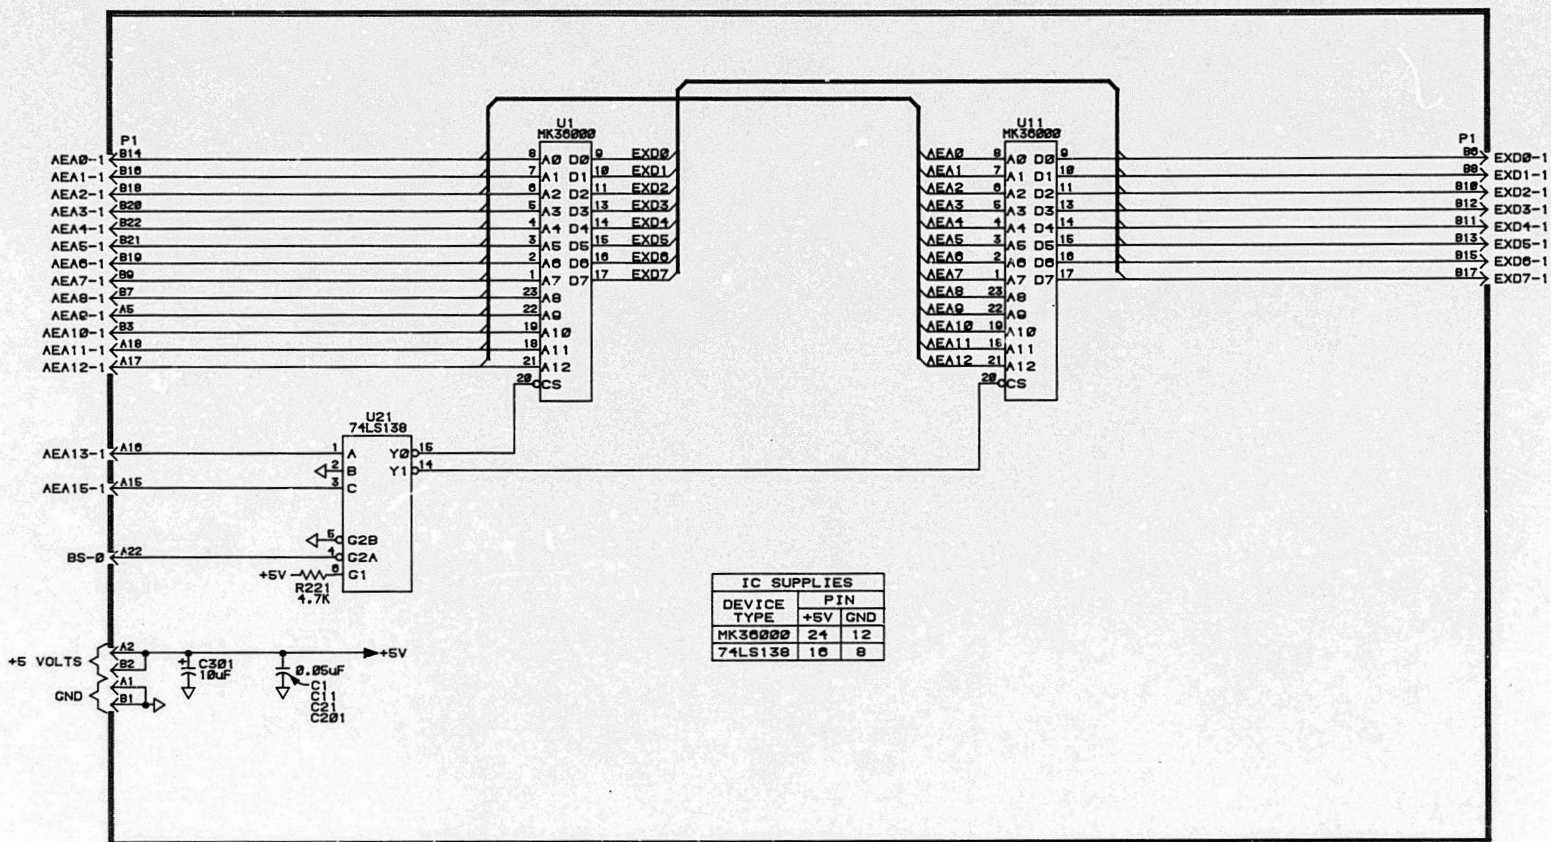 P1
AEA0-1 B14
AEA1-1 B16
AEA2-1 B18
AEA3-1 B20
AEA4-1 B22
AEA5-1 B21
AEA6-1 B19
AEA7-1 B9
AEA8-1 B7
AEA9-1 A5
AEA10-1 B3
AEA11-1 A18
AEA12-1 A17
U1
MK36000
8 A0 D0 9 EXD0
7 A1 D1 10 EXD1
6 A2 D2 11 EXD2
5 A3 D3 13 EXD3
4 A4 D4 14 EXD4
3 A5 D5 15 EXD5
2 A6 D6 16 EXD6
1 A7 D7 17 EXD7
23 A8
22 A9
19 A10
18 A11
21 A12
20 CS
U11
MK36000
AEA0 8 A0 D0 9
AEA1 7 A1 D1 10
AEA2 6 A2 D2 11
AEA3 5 A3 D3 13
AEA4 4 A4 D4 14
AEA5 3 A5 D5 15
AEA6 2 A6 D6 16
AEA7 1 A7 D7 17
AEA8 23 A8
AEA9 22 A9
AEA10 19 A10
AEA11 18 A11
AEA12 21 A12
20 CS
P1
B6 EXD0-1
B8 EXD1-1
B10 EXD2-1
B12 EXD3-1
B11 EXD4-1
B13 EXD5-1
B15 EXD6-1
B17 EXD7-1
U21
74LS138
AEA13-1 A16 1 A Y0 15
2 B Y1 14
AEA15-1 A15 3 C
5 G2B
BS-0 A22 4 G2A
+5V 6 G1
R221
4.7K
+5 VOLTS A2 +5V
B2
C301
10uF
0.05uF
C1
C11
C21
C201
GND A1
B1
IC SUPPLIES
DEVICE TYPE PIN
+5V GND
MK36000 24 12
74LS138 16 8